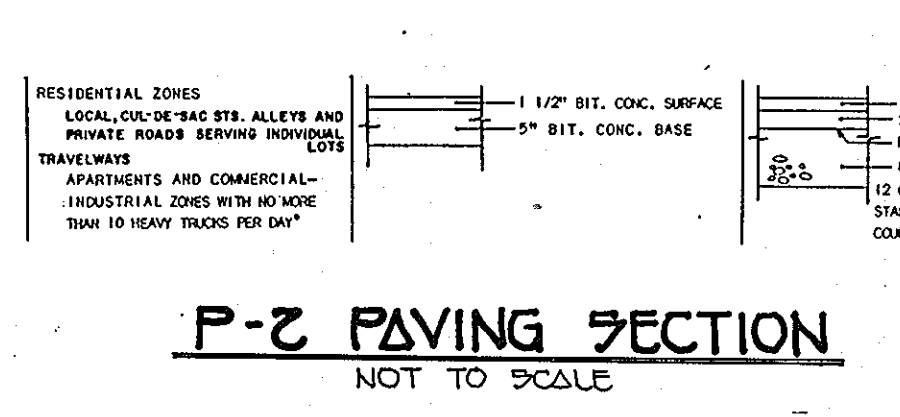 RESIDENTIAL ZONES
LOCAL, CUL-DE-SAC STS. ALLEYS AND
PRIVATE ROADS SERVING INDIVIDUAL
LOTS
TRAVELWAYS
APARTMENTS AND COMMERCIAL-
INDUSTRIAL ZONES WITH NO MORE
THAN 10 HEAVY TRUCKS PER DAY*
1 1/2" BIT. CONC. SURFACE
5" BIT. CONC. BASE
12
P-2 PAVING SECTION
NOT TO SCALE